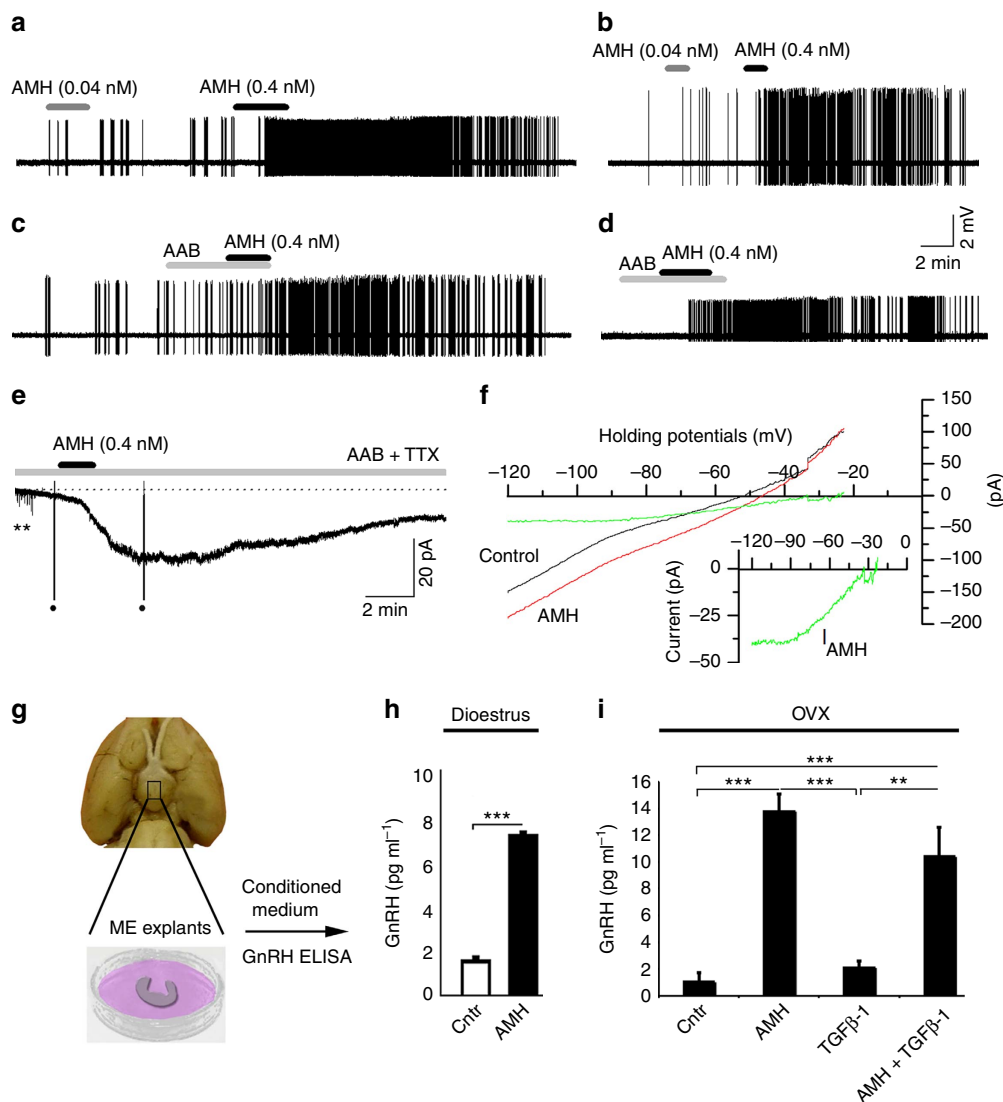 a
AMH (0.04 nM) AMH (0.4 nM)
b
AMH (0.04 nM) AMH (0.4 nM)
c
AAB AMH (0.4 nM)
d
2 mV
2 min
AAB AMH (0.4 nM)
e
AMH (0.4 nM)
AAB + TTX
**
20 pA
2 min
f
Holding potentials (mV)
−120 −100 −80 −60 −40 −20
150
100
50
0
−50
−100
−150
−200
(pA)
Control
AMH
−120 −90 −60 −30 0
0
−25
−50
Current (pA)
AMH
g
ME explants
Conditioned
medium
GnRH ELISA
h
Dioestrus
10
8
6
4
2
0
GnRH (pg ml⁻¹)
***
Cntr AMH
i
OVX
***
*** *** **
16
14
12
10
8
6
4
2
0
GnRH (pg ml⁻¹)
Cntr AMH TGFβ-1 AMH + TGFβ-1